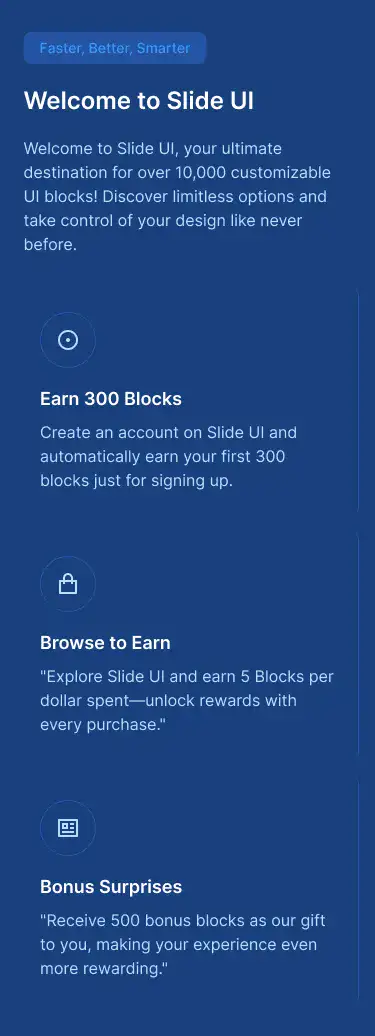 Faster, Better, Smarter
Welcome to Slide UI
Welcome to Slide UI, your ultimate
destination for over 10,000 customizable
UI blocks! Discover limitless options and
take control of your design like never
before.
Earn 300 Blocks
Create an account on Slide UI and
automatically earn your first 300
blocks just for signing up.
Browse to Earn
"Explore Slide UI and earn 5 Blocks per
dollar spent—unlock rewards with
every purchase."
Bonus Surprises
"Receive 500 bonus blocks as our gift
to you, making your experience even
more rewarding."